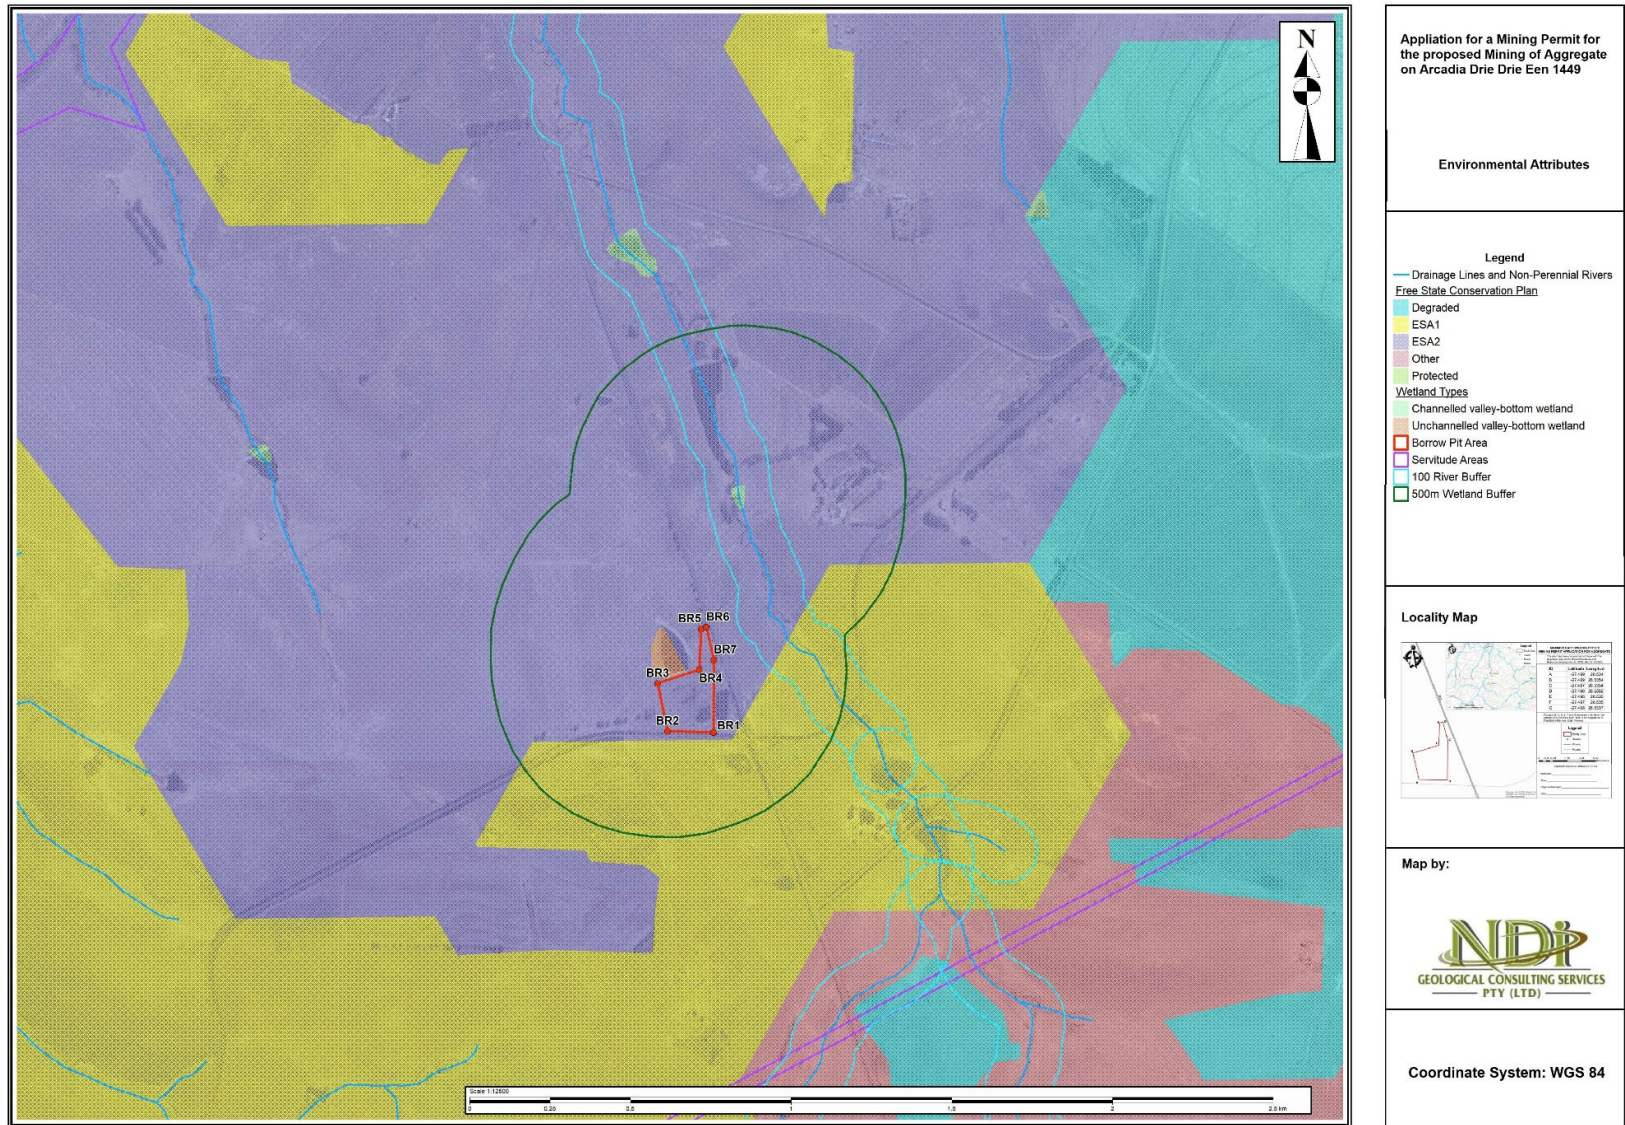 N
BR5
BR6
BR7
BR3
BR4
BR2
BR1
Scale 1:12600
0
0.25
0.5
1
1.5
2
2.5 km
Appliation for a Mining Permit for
the proposed Mining of Aggregate
on Arcadia Drie Drie Een 1449
Environmental Attributes
Legend
Drainage Lines and Non-Perennial Rivers
Free State Conservation Plan
Degraded
ESA1
ESA2
Other
Protected
Wetland Types
Channelled valley-bottom wetland
Unchannelled valley-bottom wetland
Borrow Pit Area
Servitude Areas
100 River Buffer
500m Wetland Buffer
Locality Map
Map by:
NDi
GEOLOGICAL CONSULTING SERVICES
PTY (LTD)
Coordinate System: WGS 84